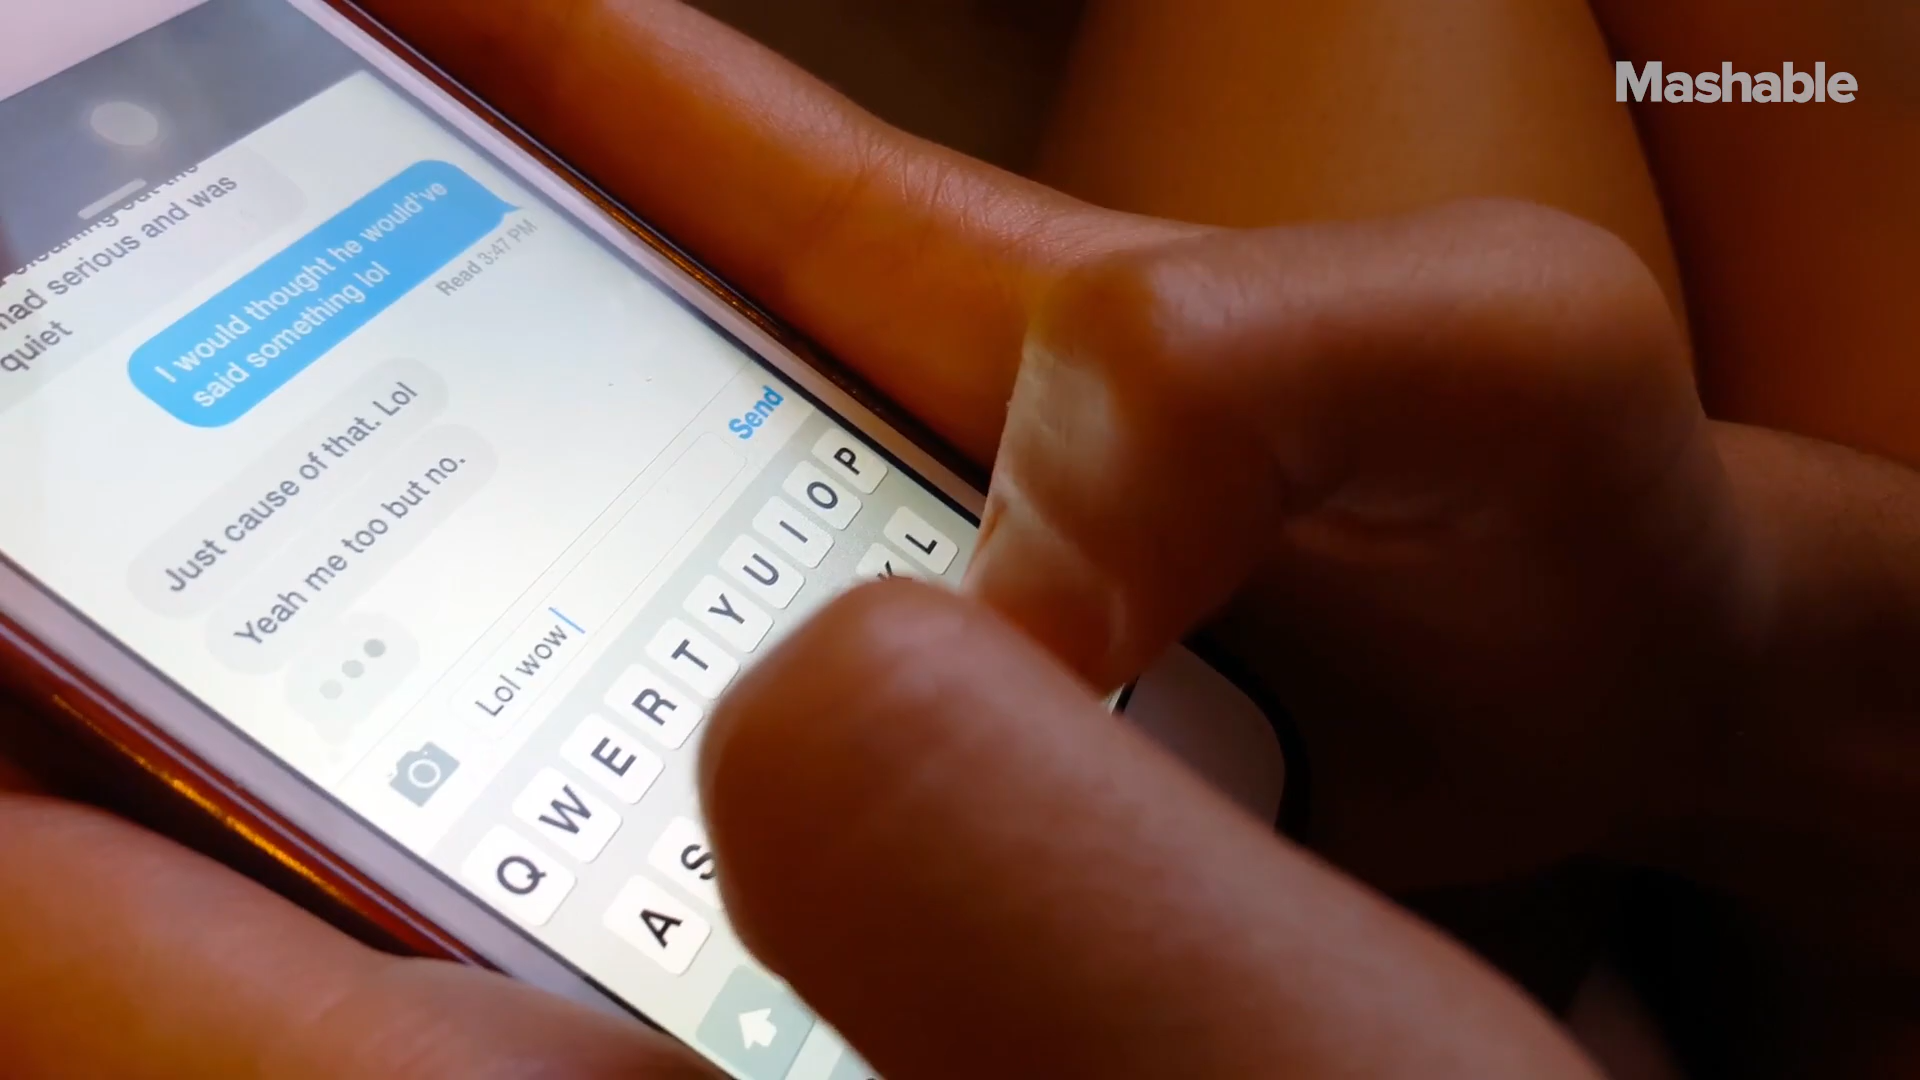 Mashable
had serious and was
quiet
I would thought he would've
said something lol
Read 3:47 PM
Just cause of that. Lol
Yeah me too but no.
Lol wow
Send
Q W E R T Y U I O P
A S K L